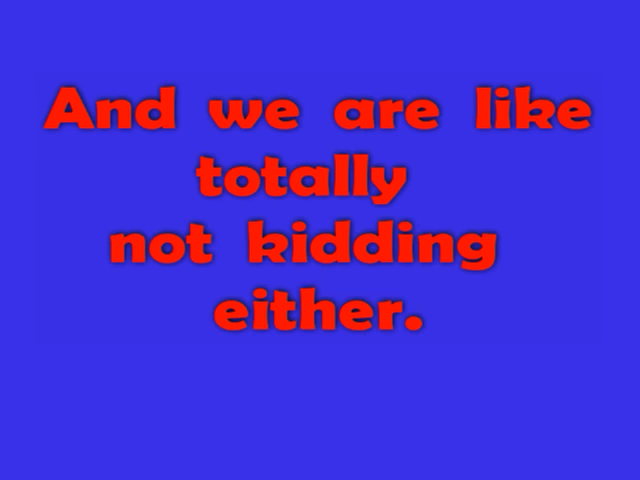 And we are like
totally
not kidding
either.